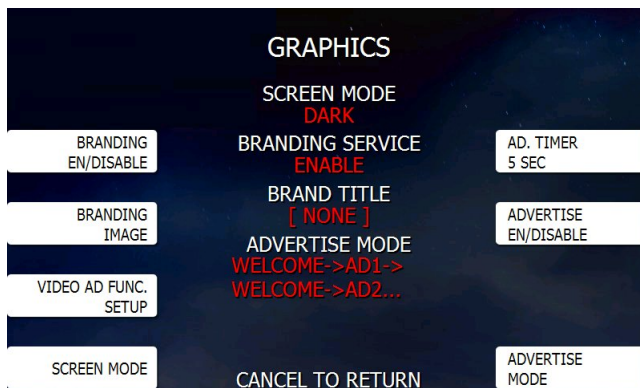 GRAPHICS
SCREEN MODE
DARK
BRANDING
EN/DISABLE
BRANDING SERVICE
ENABLE
AD. TIMER
5 SEC
BRAND TITLE
[ NONE ]
BRANDING
IMAGE
ADVERTISE
EN/DISABLE
ADVERTISE MODE
WELCOME->AD1->
WELCOME->AD2...
VIDEO AD FUNC.
SETUP
SCREEN MODE
CANCEL TO RETURN
ADVERTISE
MODE